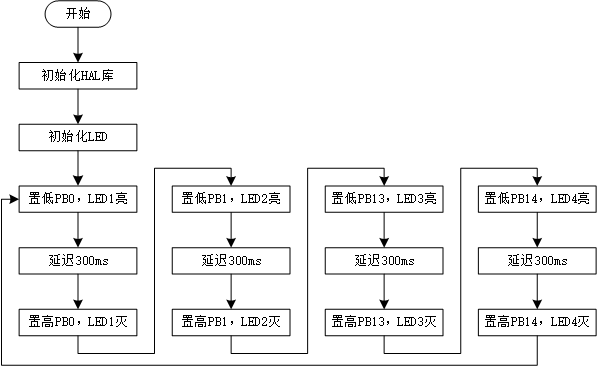 开始
初始化HAL库
初始化LED
置低PB0，LED1亮
延迟300ms
置高PB0，LED1灭
置低PB1，LED2亮
延迟300ms
置高PB1，LED2灭
置低PB13，LED3亮
延迟300ms
置高PB13，LED3灭
置低PB14，LED4亮
延迟300ms
置高PB14，LED4灭